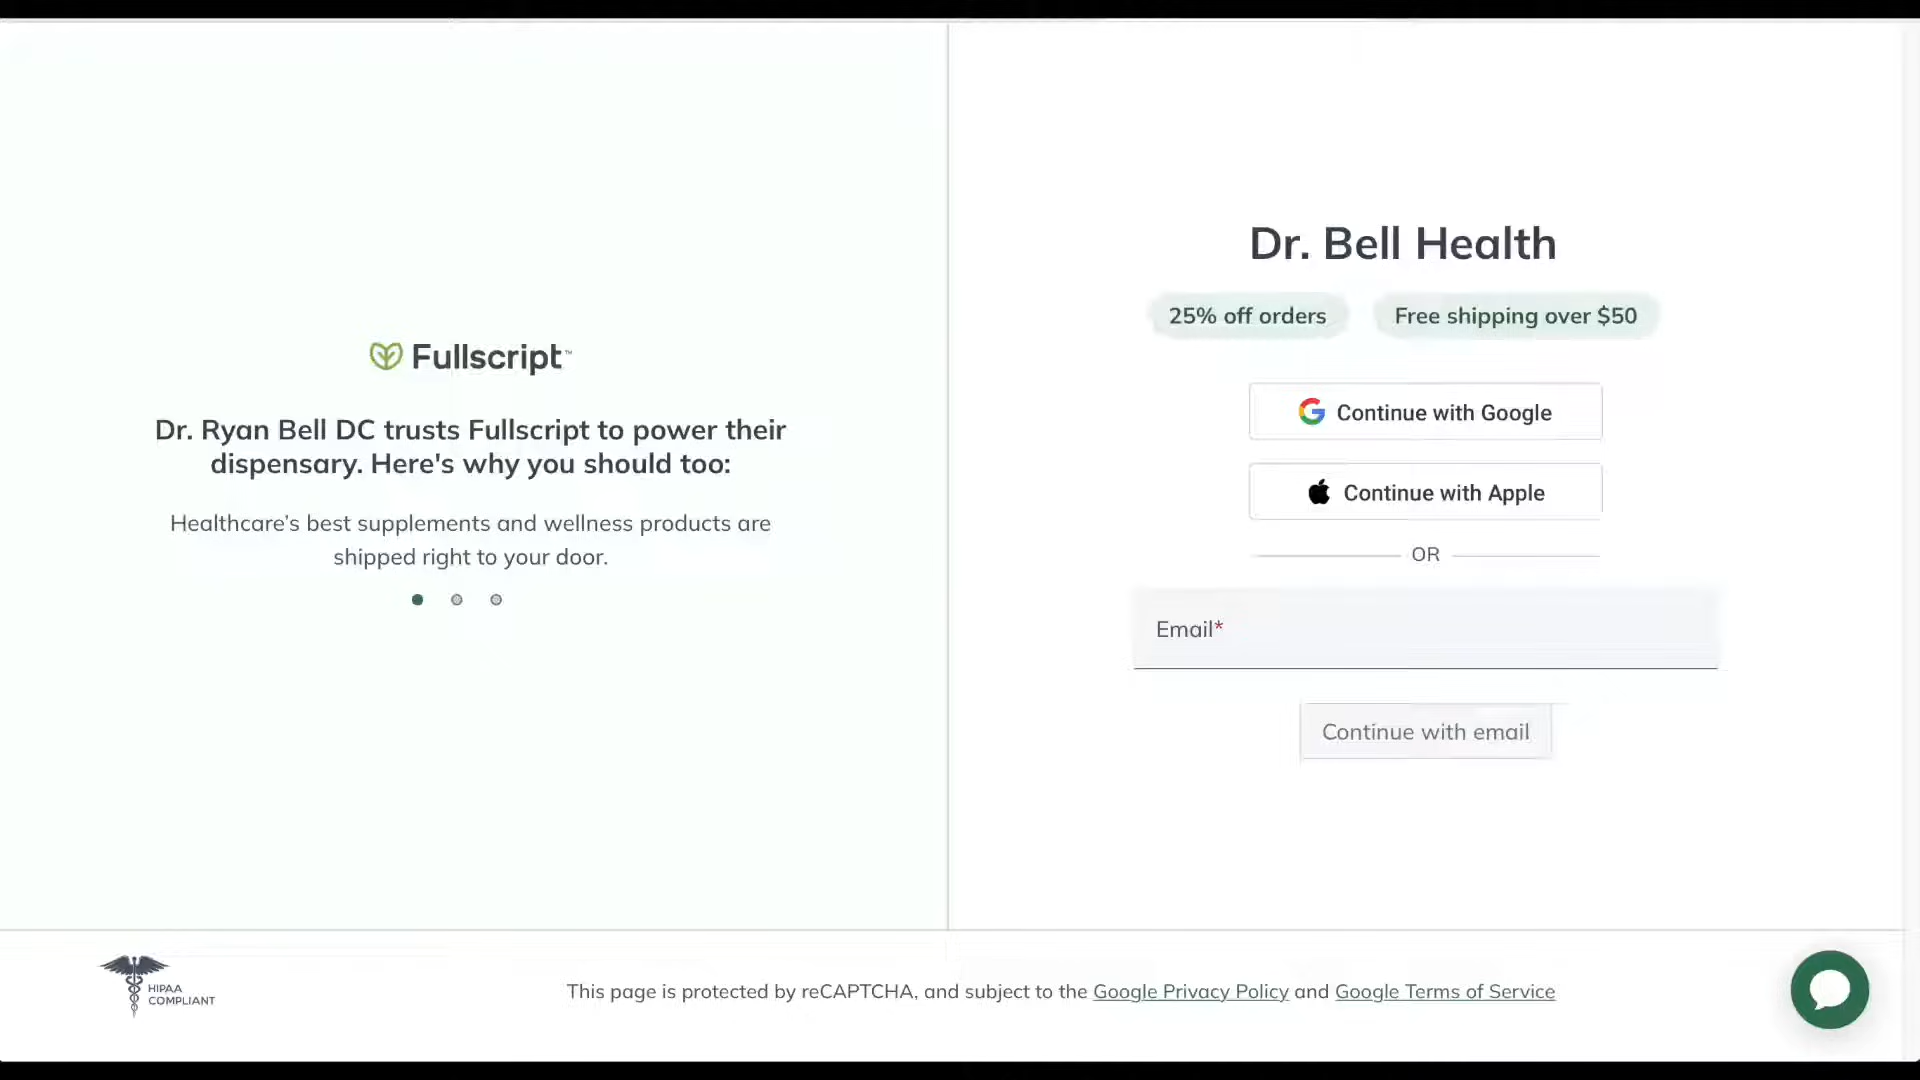 Fullscript™
Dr. Ryan Bell DC trusts Fullscript to power their
dispensary. Here's why you should too:
Healthcare's best supplements and wellness products are
shipped right to your door.
Dr. Bell Health
25% off orders
Free shipping over $50
Continue with Google
Continue with Apple
OR
Email*
Continue with email
HIPAA
COMPLIANT
This page is protected by reCAPTCHA, and subject to the Google Privacy Policy and Google Terms of Service